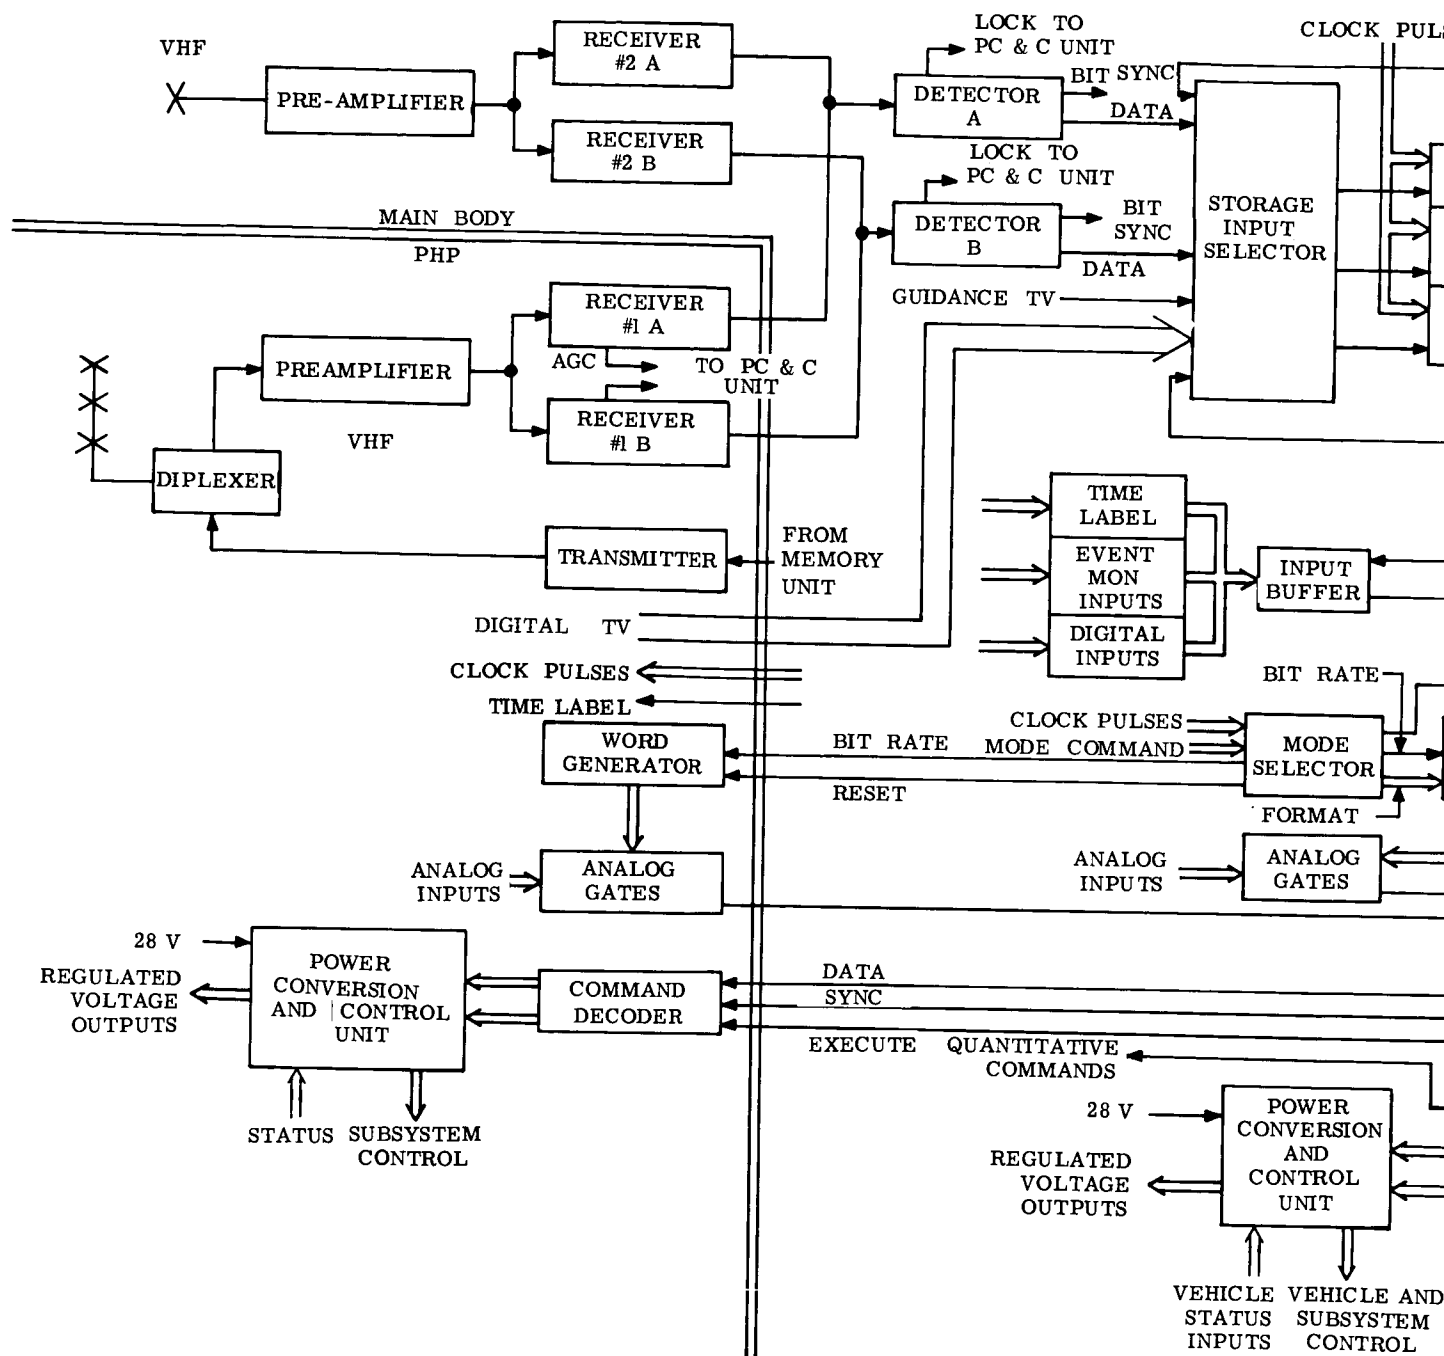 VHF
PRE-AMPLIFIER
RECEIVER
#2 A
RECEIVER
#2 B
LOCK TO
PC & C UNIT
DETECTOR
A
BIT SYNC
DATA
LOCK TO
PC & C UNIT
DETECTOR
B
BIT
SYNC
DATA
CLOCK PULS
STORAGE
INPUT
SELECTOR
GUIDANCE TV
MAIN BODY
PHP
RECEIVER
#1 A
AGC
TO PC & C
UNIT
RECEIVER
#1 B
PREAMPLIFIER
VHF
DIPLEXER
TRANSMITTER
FROM
MEMORY
UNIT
DIGITAL TV
CLOCK PULSES
TIME LABEL
TIME
LABEL
EVENT
MON
INPUTS
DIGITAL
INPUTS
INPUT
BUFFER
BIT RATE
WORD
GENERATOR
BIT RATE
RESET
CLOCK PULSES
MODE COMMAND
MODE
SELECTOR
FORMAT
ANALOG
INPUTS
ANALOG
GATES
ANALOG
INPUTS
ANALOG
GATES
28 V
REGULATED
VOLTAGE
OUTPUTS
POWER
CONVERSION
AND CONTROL
UNIT
COMMAND
DECODER
DATA
SYNC
EXECUTE
QUANTITATIVE
COMMANDS
STATUS
SUBSYSTEM
CONTROL
28 V
REGULATED
VOLTAGE
OUTPUTS
POWER
CONVERSION
AND
CONTROL
UNIT
VEHICLE
STATUS
INPUTS
VEHICLE AND
SUBSYSTEM
CONTROL